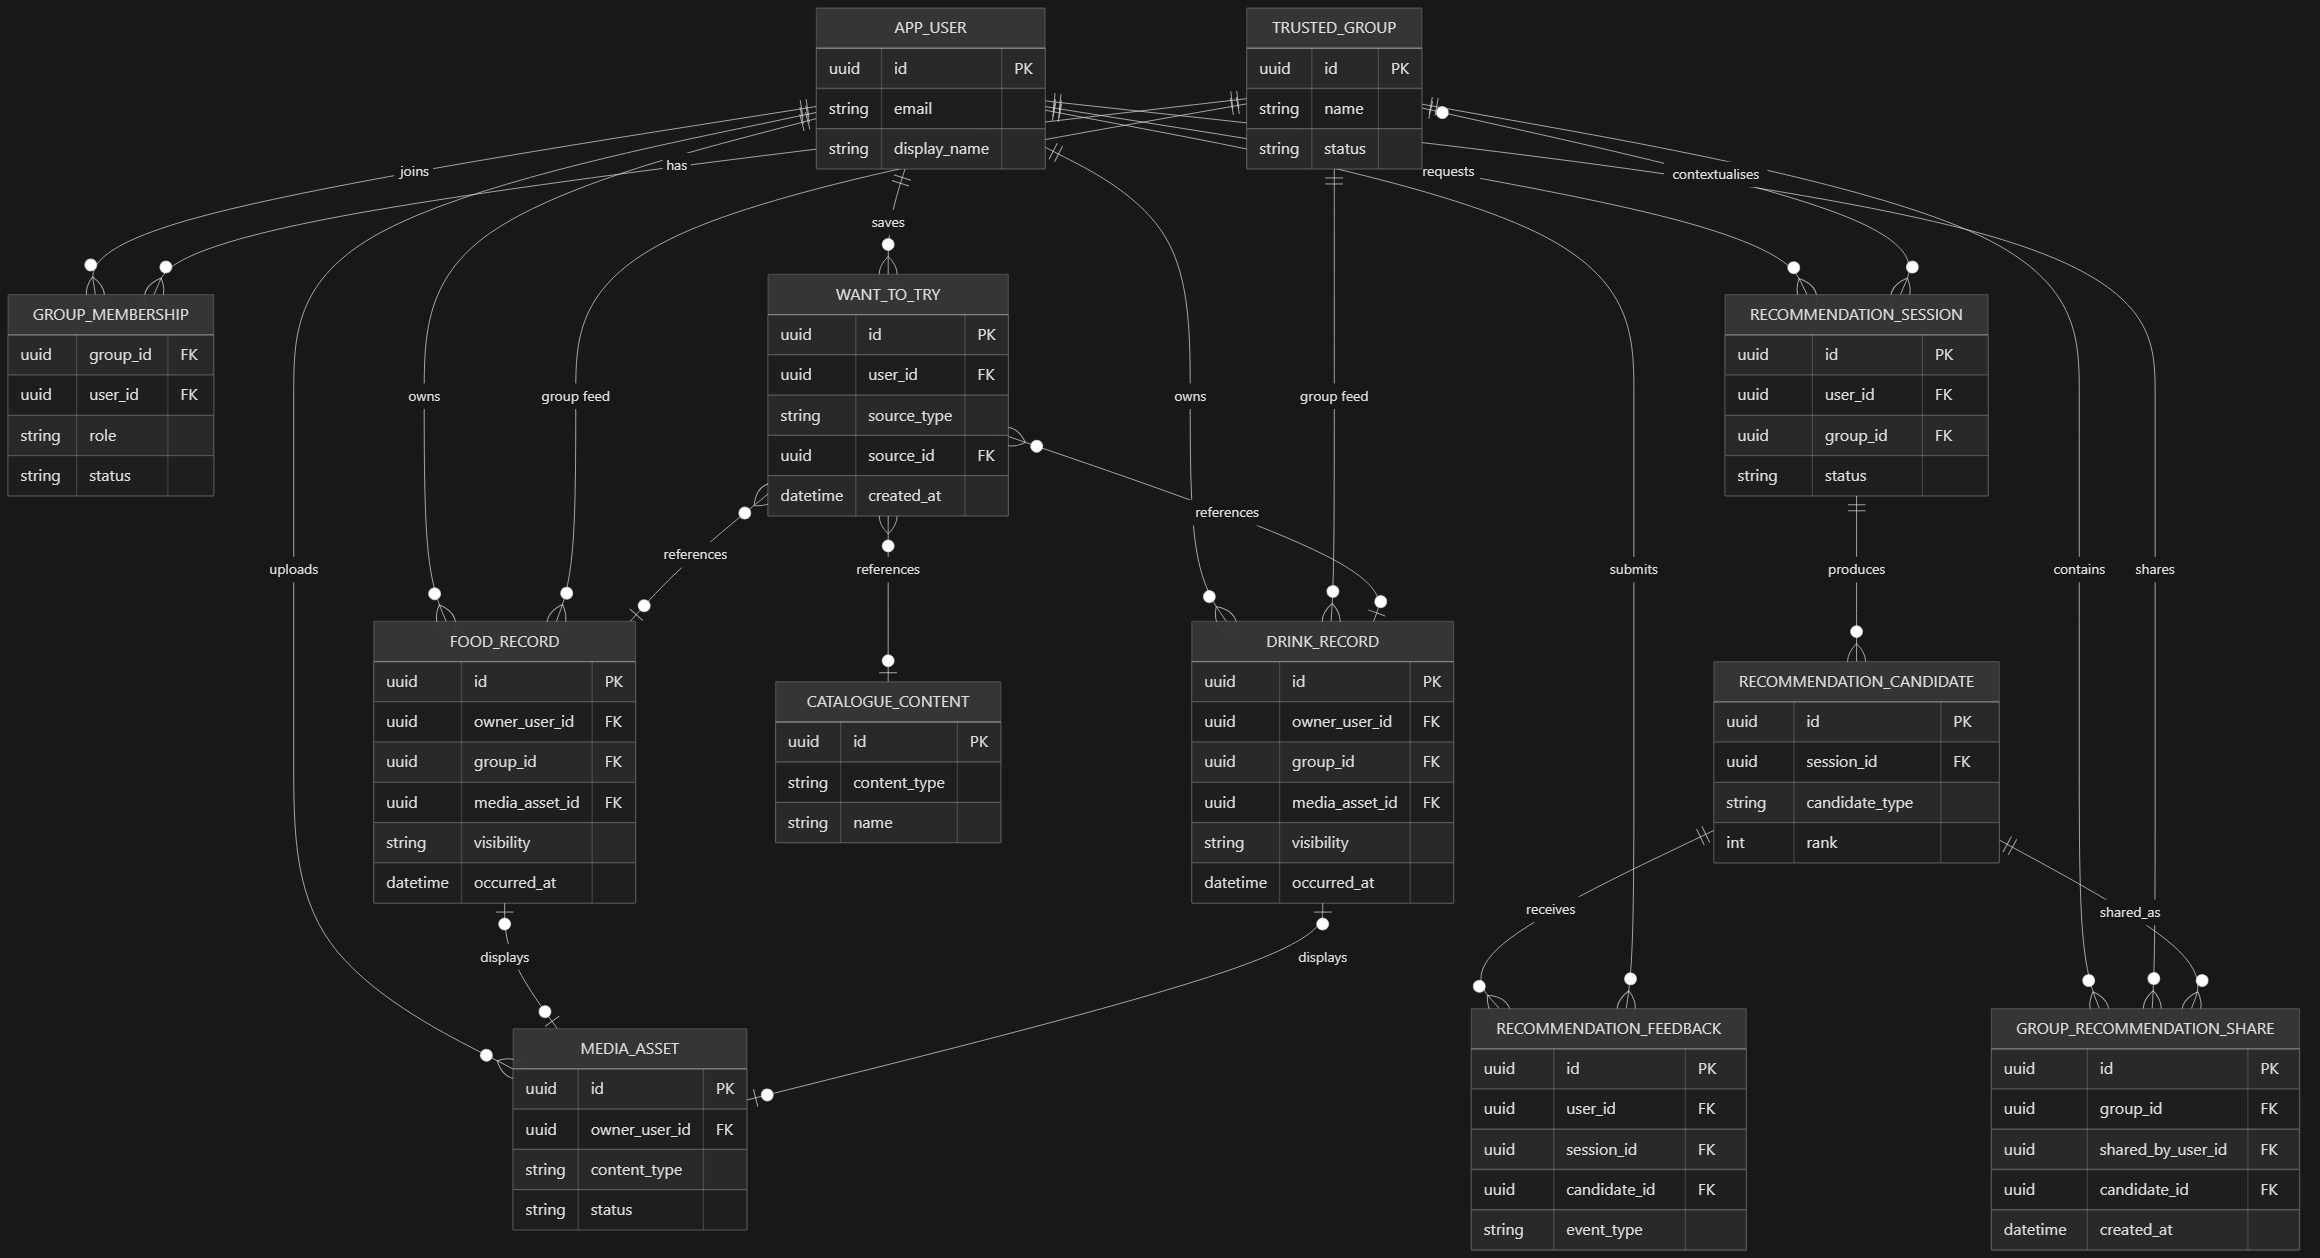 APP_USER
uuid id PK
string email
string display_name
TRUSTED_GROUP
uuid id PK
string name
string status
joins
has
saves
requests
contextualises
GROUP_MEMBERSHIP
uuid group_id FK
uuid user_id FK
string role
string status
WANT_TO_TRY
uuid id PK
uuid user_id FK
string source_type
uuid source_id FK
datetime created_at
RECOMMENDATION_SESSION
uuid id PK
uuid user_id FK
uuid group_id FK
string status
owns
group feed
owns
group feed
references
references
references
uploads
submits
produces
contains
shares
FOOD_RECORD
uuid id PK
uuid owner_user_id FK
uuid group_id FK
uuid media_asset_id FK
string visibility
datetime occurred_at
CATALOGUE_CONTENT
uuid id PK
string content_type
string name
DRINK_RECORD
uuid id PK
uuid owner_user_id FK
uuid group_id FK
uuid media_asset_id FK
string visibility
datetime occurred_at
RECOMMENDATION_CANDIDATE
uuid id PK
uuid session_id FK
string candidate_type
int rank
receives
shared_as
displays
displays
MEDIA_ASSET
uuid id PK
uuid owner_user_id FK
string content_type
string status
RECOMMENDATION_FEEDBACK
uuid id PK
uuid user_id FK
uuid session_id FK
uuid candidate_id FK
string event_type
GROUP_RECOMMENDATION_SHARE
uuid id PK
uuid group_id FK
uuid shared_by_user_id FK
uuid candidate_id FK
datetime created_at